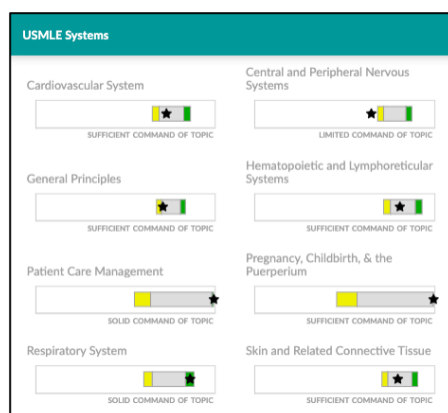 USMLE Systems
Cardiovascular System
SUFFICIENT COMMAND OF TOPIC
Central and Peripheral Nervous
Systems
LIMITED COMMAND OF TOPIC
General Principles
SUFFICIENT COMMAND OF TOPIC
Hematopoietic and Lymphoreticular
Systems
SUFFICIENT COMMAND OF TOPIC
Patient Care Management
SOLID COMMAND OF TOPIC
Pregnancy, Childbirth, & the
Puerperium
SUFFICIENT COMMAND OF TOPIC
Respiratory System
SOLID COMMAND OF TOPIC
Skin and Related Connective Tissue
SUFFICIENT COMMAND OF TOPIC